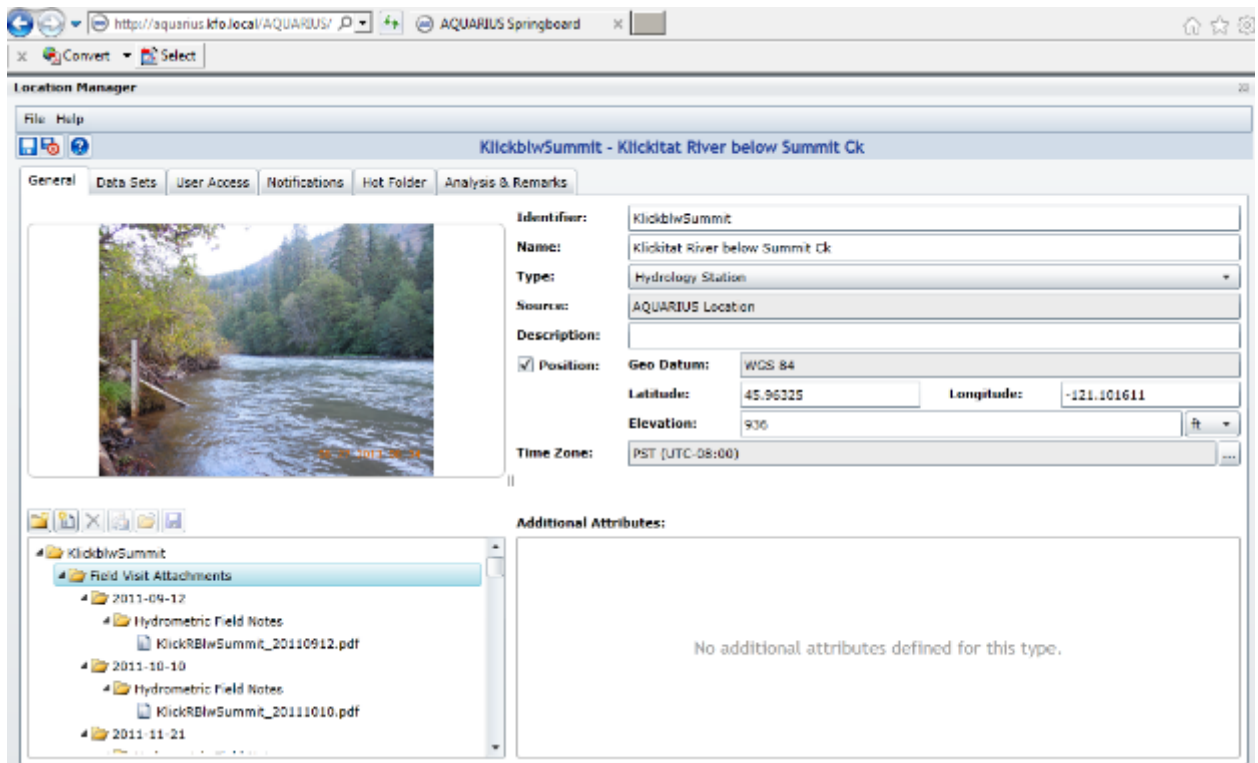 http://aquarius.kfo.local/AQUARIUS/
AQUARIUS Springboard
Convert
Select
Location Manager
File Help
KlickblwSummit - Klickitat River below Summit Ck
General
Data Sets
User Access
Notifications
Hot Folder
Analysis & Remarks
Identifier:
KlickblwSummit
Name:
Klickitat River below Summit Ck
Type:
Hydrology Station
Source:
AQUARIUS Location
Description:
Position:
Geo Datum:
WGS 84
Latitude:
45.96325
Longitude:
-121.101611
Elevation:
936
ft
Time Zone:
PST (UTC-08:00)
...
Additional Attributes:
KlickblwSummit
Field Visit Attachments
2011-09-12
Hydrometric Field Notes
KlickRBlwSummit_20110912.pdf
2011-10-10
Hydrometric Field Notes
KlickRBlwSummit_20111010.pdf
2011-11-21
No additional attributes defined for this type.